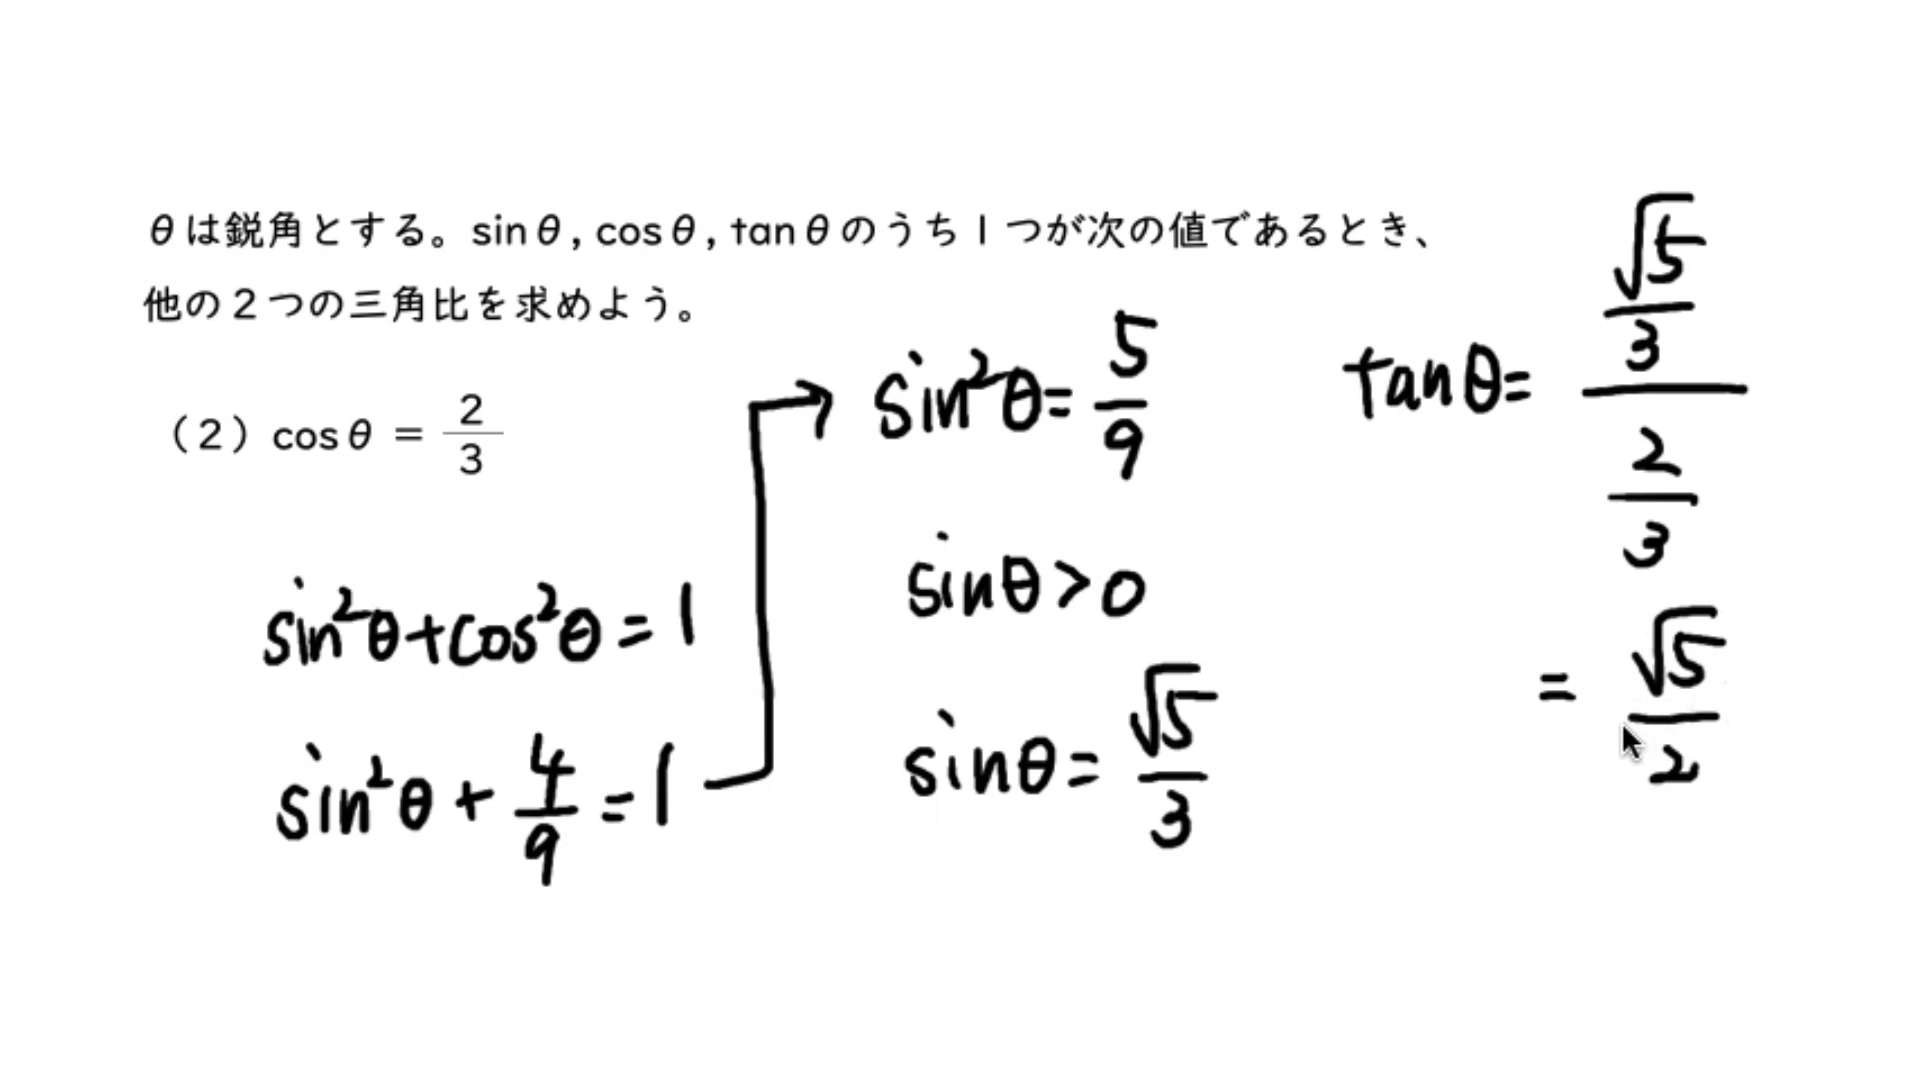 θは鋭角とする。sinθ, cosθ, tanθのうち1つが次の値であるとき、
他の2つの三角比を求めよう。
(2) cosθ = 2/3
sin²θ+cos²θ=1
sin²θ + 4/9 = 1
→ sin²θ= 5/9
sinθ>0
sinθ= √5/3
tanθ= (√5/3)/(2/3)
= √5/2